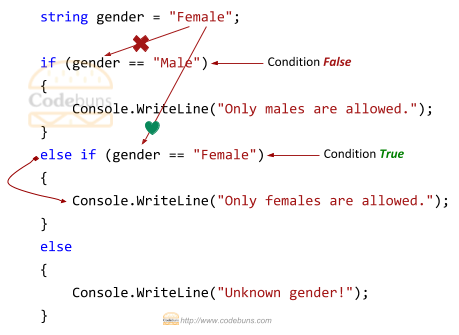 string gender = "Female";
if (gender == "Male") Condition False
{
Codebuns
Console.WriteLine("Only males are allowed.");
}
else if (gender == "Female") Condition True
{
Console.WriteLine("Only females are allowed.");
}
else
{
Console.WriteLine("Unknown gender!");
}
http://www.codebuns.com